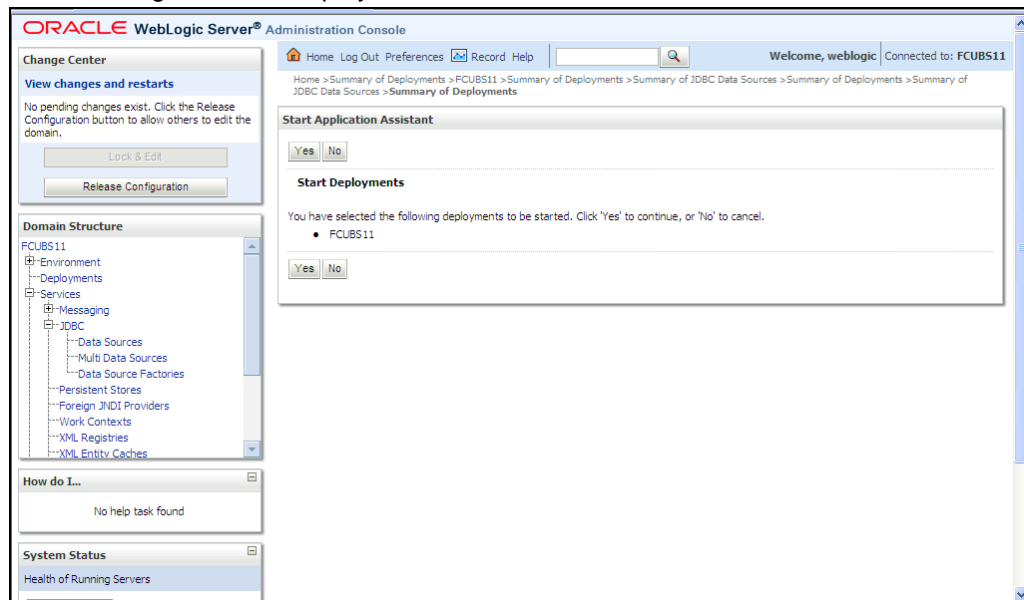 ORACLE WebLogic Server® Administration Console
Change Center
View changes and restarts
No pending changes exist. Click the Release
Configuration button to allow others to edit the
domain.
Lock & Edit
Release Configuration
Domain Structure
FCUBS11
Environment
Deployments
Services
Messaging
JDBC
Data Sources
Multi Data Sources
Data Source Factories
Persistent Stores
Foreign JNDI Providers
Work Contexts
XML Registries
XML Entity Caches
How do I...
No help task found
System Status
Health of Running Servers
Home Log Out Preferences Record Help
Welcome, weblogic Connected to: FCUBS11
Home >Summary of Deployments >FCUBS11 >Summary of Deployments >Summary of JDBC Data Sources >Summary of Deployments >Summary of
JDBC Data Sources >Summary of Deployments
Start Application Assistant
Yes No
Start Deployments
You have selected the following deployments to be started. Click 'Yes' to continue, or 'No' to cancel.
• FCUBS11
Yes No